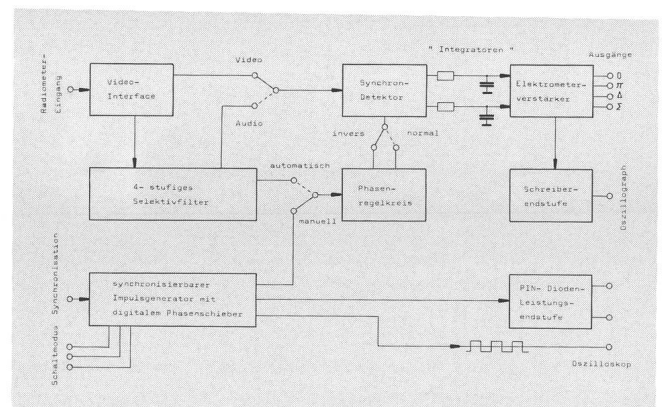 Radiometer-
Eingang
Video-
Interface
Video
Audio
Synchron-
Detektor
" Integratoren "
Elektrometer-
verstärker
Ausgänge
0
π
Δ
Σ
invers
normal
4- stufiges
Selektivfilter
automatisch
manuell
Phasen-
regelkreis
Schreiber-
endstufe
Oszillograph
Synchronisation
synchronisierbarer
Impulsgenerator mit
digitalem Phasenschieber
PIN- Dioden-
Leistungs-
endstufe
Schaltmodus
Oszilloskop